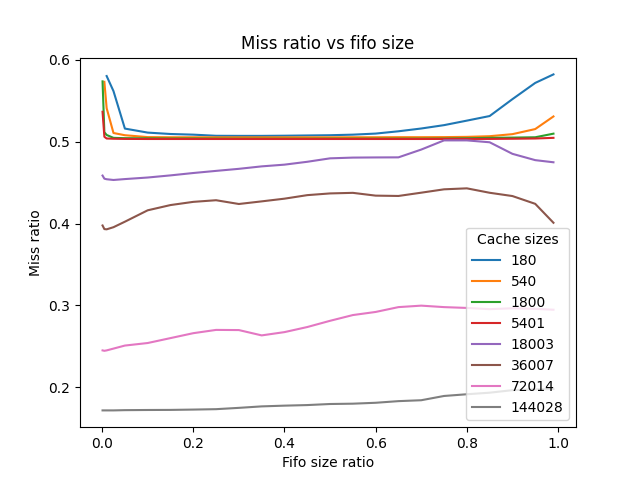 Miss ratio vs fifo size
0.6
0.5
0.4
0.3
0.2
Miss ratio
Cache sizes
180
540
1800
5401
18003
36007
72014
144028
0.0 0.2 0.4 0.6 0.8 1.0
Fifo size ratio